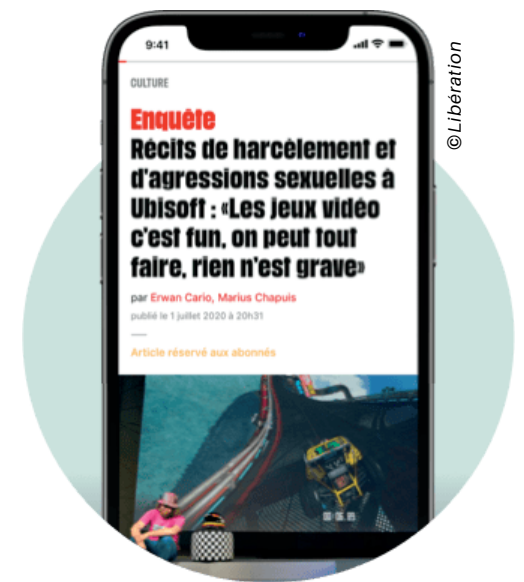 9:41
©Libération
CULTURE
Enquête
Récits de harcèlement et
d'agressions sexuelles à
Ubisoft : «Les jeux vidéo
c'est fun, on peut tout
faire, rien n'est grave»
par Erwan Cario, Marius Chapuis
publié le 1 juillet 2020 à 20h31
Article réservé aux abonnés